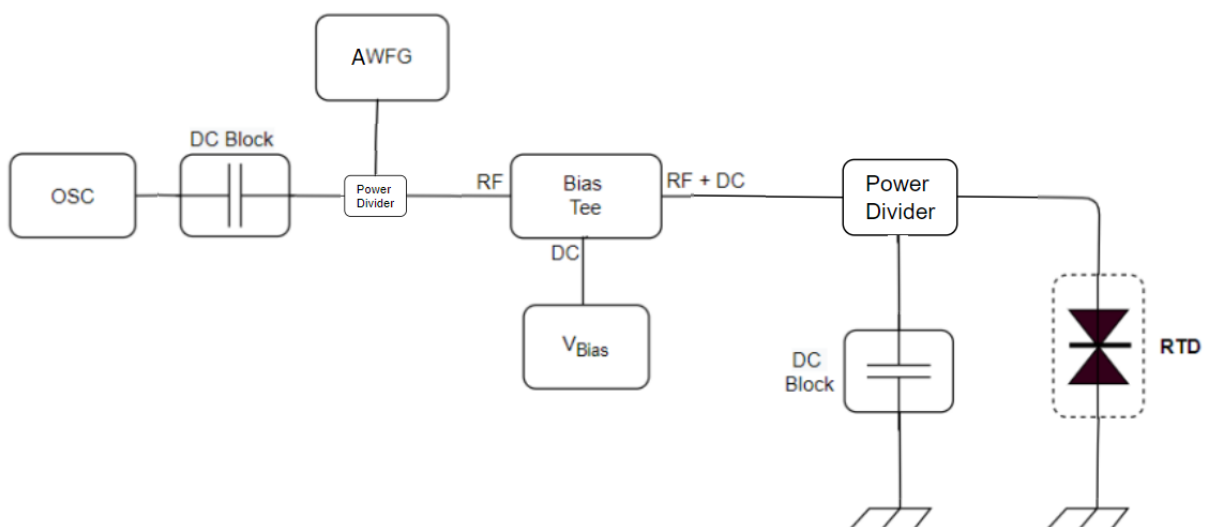 AWFG
DC Block
OSC
Power
Divider
RF
Bias
Tee
RF + DC
Power
Divider
DC
VBias
DC
Block
RTD